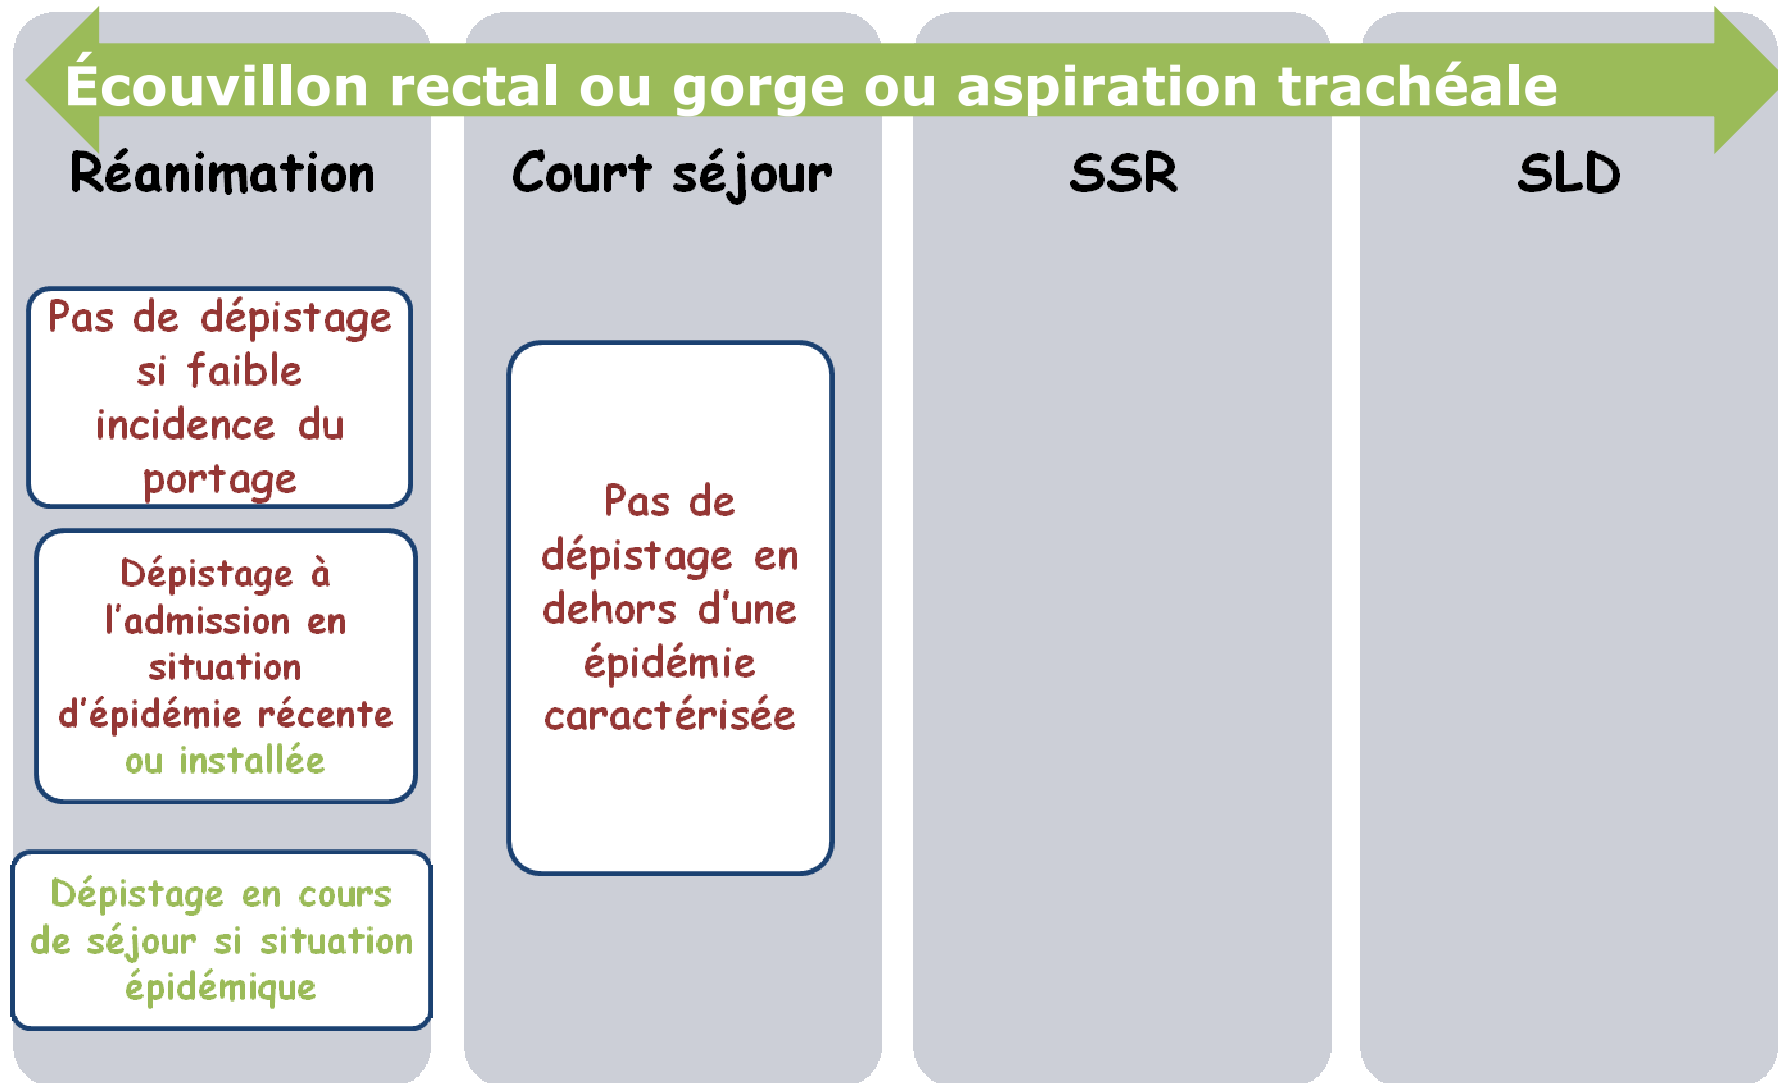 Écouvillon rectal ou gorge ou aspiration trachéale
Réanimation
Pas de dépistage
si faible
incidence du
portage
Dépistage à
l'admission en
situation
d'épidémie récente
ou installée
Dépistage en cours
de séjour si situation
épidémique
Court séjour
Pas de
dépistage en
dehors d'une
épidémie
caractérisée
SSR
SLD